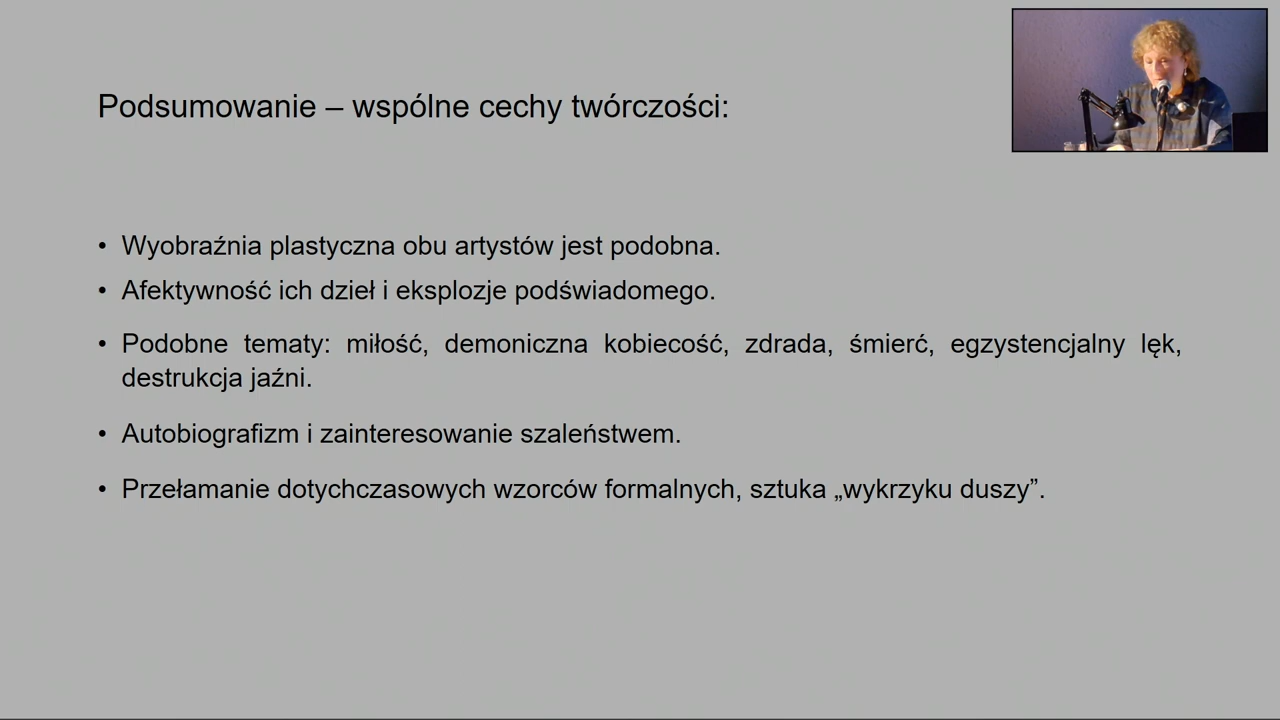 Podsumowanie – wspólne cechy twórczości:
• Wyobraźnia plastyczna obu artystów jest podobna.
• Afektywność ich dzieł i eksplozje podświadomego.
• Podobne tematy: miłość, demoniczna kobiecość, zdrada, śmierć, egzystencjalny lęk,
destrukcja jaźni.
• Autobiografizm i zainteresowanie szaleństwem.
• Przełamanie dotychczasowych wzorców formalnych, sztuka „wykrzyku duszy”.